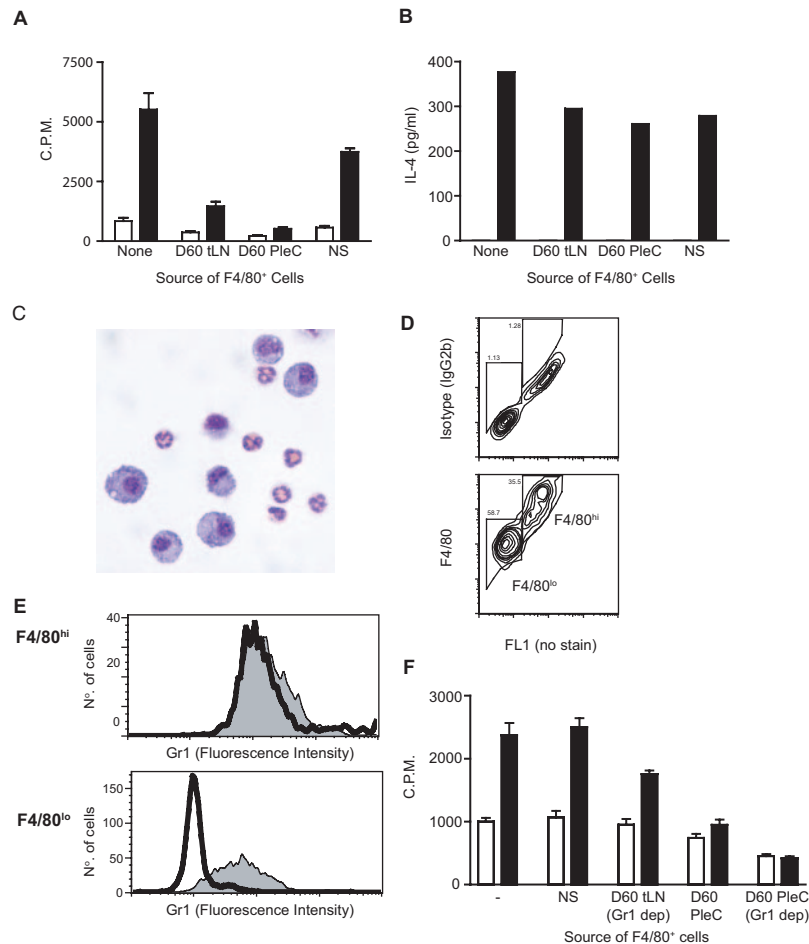 A
7500
5000
2500
0
C.P.M.
None
D60 tLN
D60 PleC
NS
Source of F4/80⁺ Cells
B
400
300
200
100
0
IL-4 (pg/ml)
None
D60 tLN
D60 PleC
NS
Source of F4/80⁺ Cells
C
D
1.28
1.13
Isotype (IgG2b)
35.5
58.7
F4/80ʰⁱ
F4/80ˡᵒ
F4/80
FL1 (no stain)
E
F4/80ʰⁱ
40
20
0
Nº. of cells
Gr1 (Fluorescence Intensity)
F4/80ˡᵒ
150
100
50
0
Nº. of cells
Gr1 (Fluorescence Intensity)
F
3000
2000
1000
0
C.P.M.
-
NS
D60 tLN
(Gr1 dep)
D60
PleC
D60 PleC
(Gr1 dep)
Source of F4/80⁺ cells